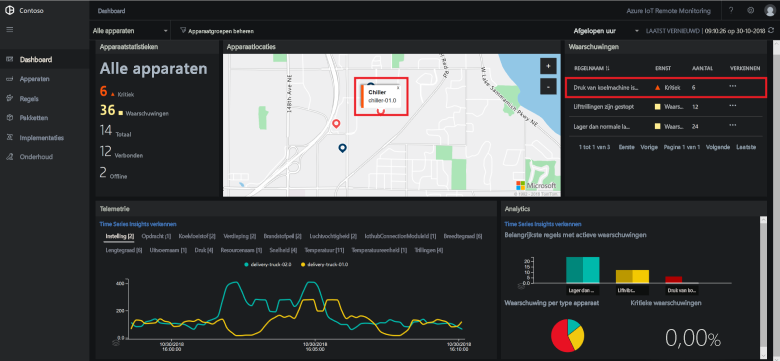 Contoso
Dashboard
Azure IoT Remote Monitoring
Alle apparaten
Apparaatgroepen beheren
Afgelopen uur
LAATST VERNIEUWD | 09:10:26 op 30-10-2018
Dashboard
Apparaten
Regels
Pakketten
Implementaties
Onderhoud
Apparaatstatistieken
Alle apparaten
6 Kritiek
36 Waarschuwingen
14 Totaal
12 Verbonden
2 Offline
Apparaatlocaties
148th Ave NE
W Lake Sammamish Pkwy NE
Chiller
chiller-01.0
Microsoft
Waarschuwingen
REGELNAAM ERNST AANTAL VERKENNEN
Druk van koelmachine is... Kritiek 6 ...
Lifttrillingen zijn gestopt Waars... 12 ...
Lager dan normale la... Waars... 24 ...
1 tot 1 van 3 Eerste Vorige Pagina 1 van 1 Volgende Laatste
Telemetrie
Time Series Insights verkennen
Instelling [2] Opdracht [1] Koelvloeistof [2] Verdieping [2] Brandstofpeil [2] Luchtvochtigheid [2] IothubConnectionModuleId [1] Breedtegraad [6]
Lengtegraad [6] Uitvoernaam [1] Druk [4] Resourcenaam [1] Snelheid [4] Temperatuur [11] Temperatuureenheid [1] Trillingen [4]
delivery-truck-02.0 delivery-truck-01.0
400
200
0.0
10/30/2018
16:00:00
10/30/2018
16:05:00
10/30/2018
16:10:00
Analytics
Time Series Insights verkennen
Belangrijkste regels met actieve waarschuwingen
20
15
10
5
0
Lager dan ...
Lifttrilli...
Druk van ko...
Waarschuwing per type apparaat
Kritieke waarschuwingen
0,00%